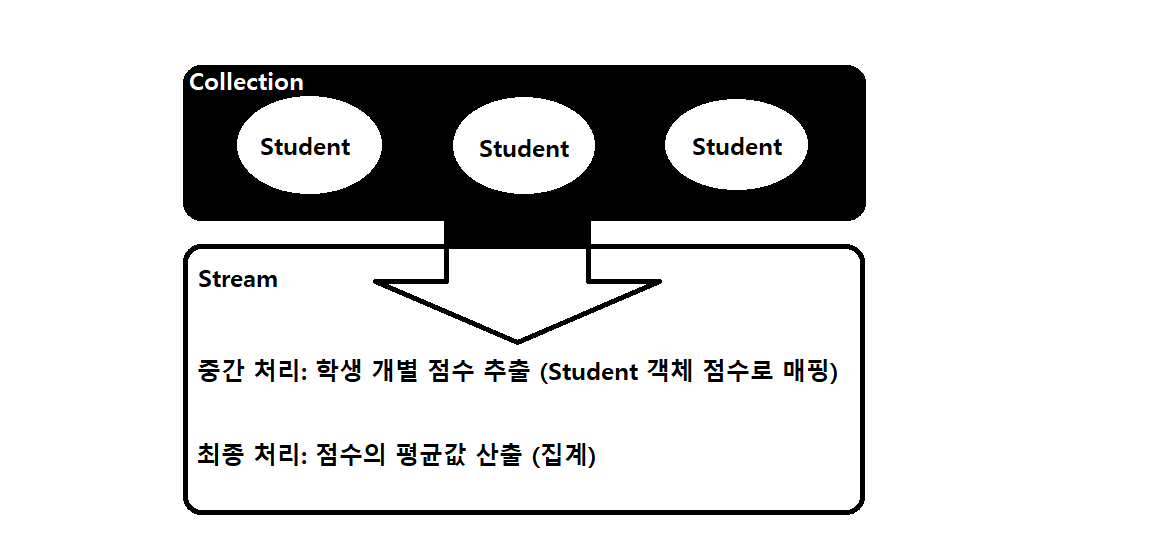 Collection
Student Student Student
Stream
중간 처리: 학생 개별 점수 추출 (Student 객체 점수로 매핑)
최종 처리: 점수의 평균값 산출 (집계)